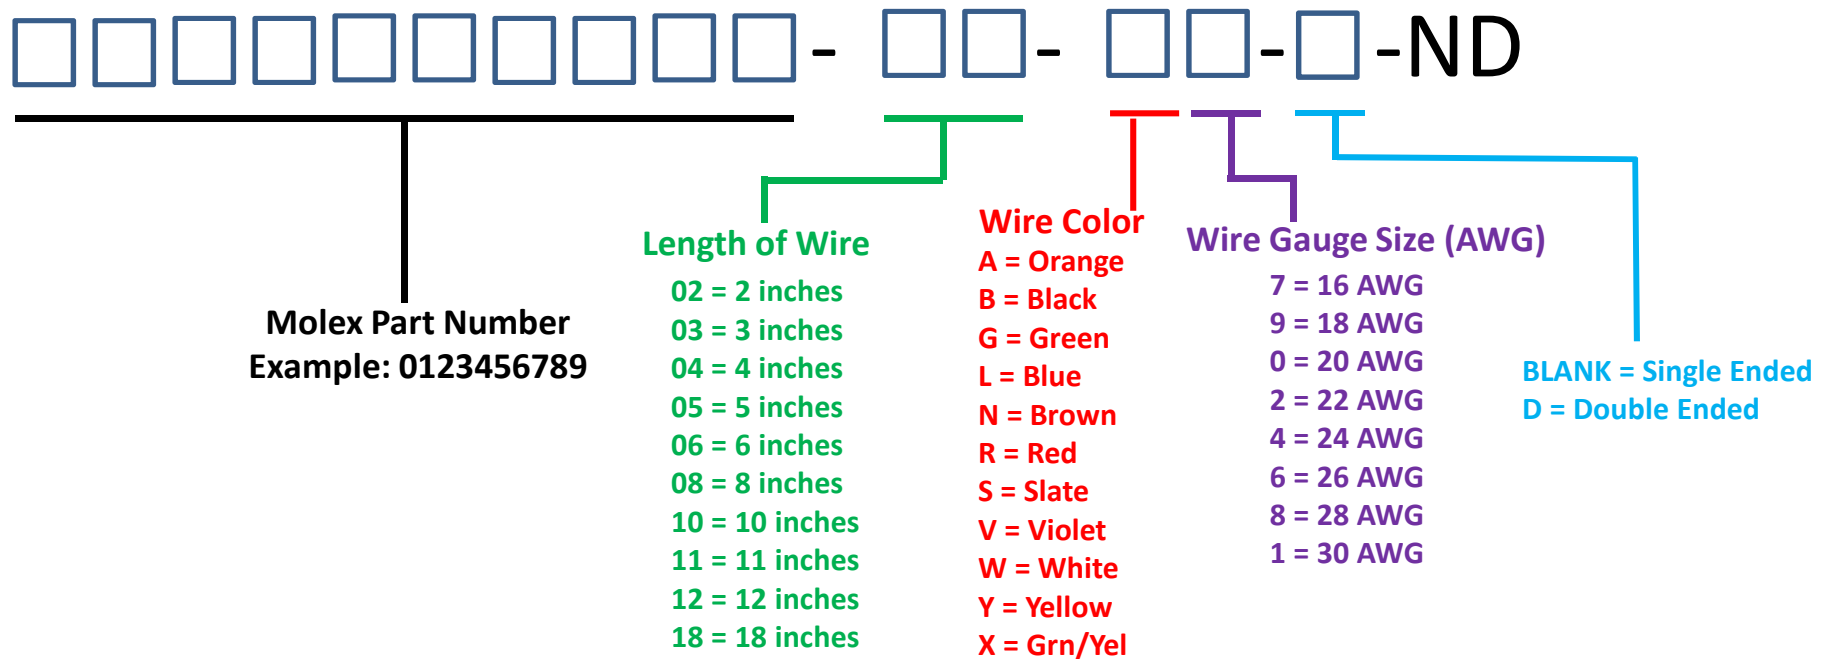 - - - -ND
Molex Part Number
Example: 0123456789
Length of Wire
02 = 2 inches
03 = 3 inches
04 = 4 inches
05 = 5 inches
06 = 6 inches
08 = 8 inches
10 = 10 inches
11 = 11 inches
12 = 12 inches
18 = 18 inches
Wire Color
A = Orange
B = Black
G = Green
L = Blue
N = Brown
R = Red
S = Slate
V = Violet
W = White
Y = Yellow
X = Grn/Yel
Wire Gauge Size (AWG)
7 = 16 AWG
9 = 18 AWG
0 = 20 AWG
2 = 22 AWG
4 = 24 AWG
6 = 26 AWG
8 = 28 AWG
1 = 30 AWG
BLANK = Single Ended
D = Double Ended